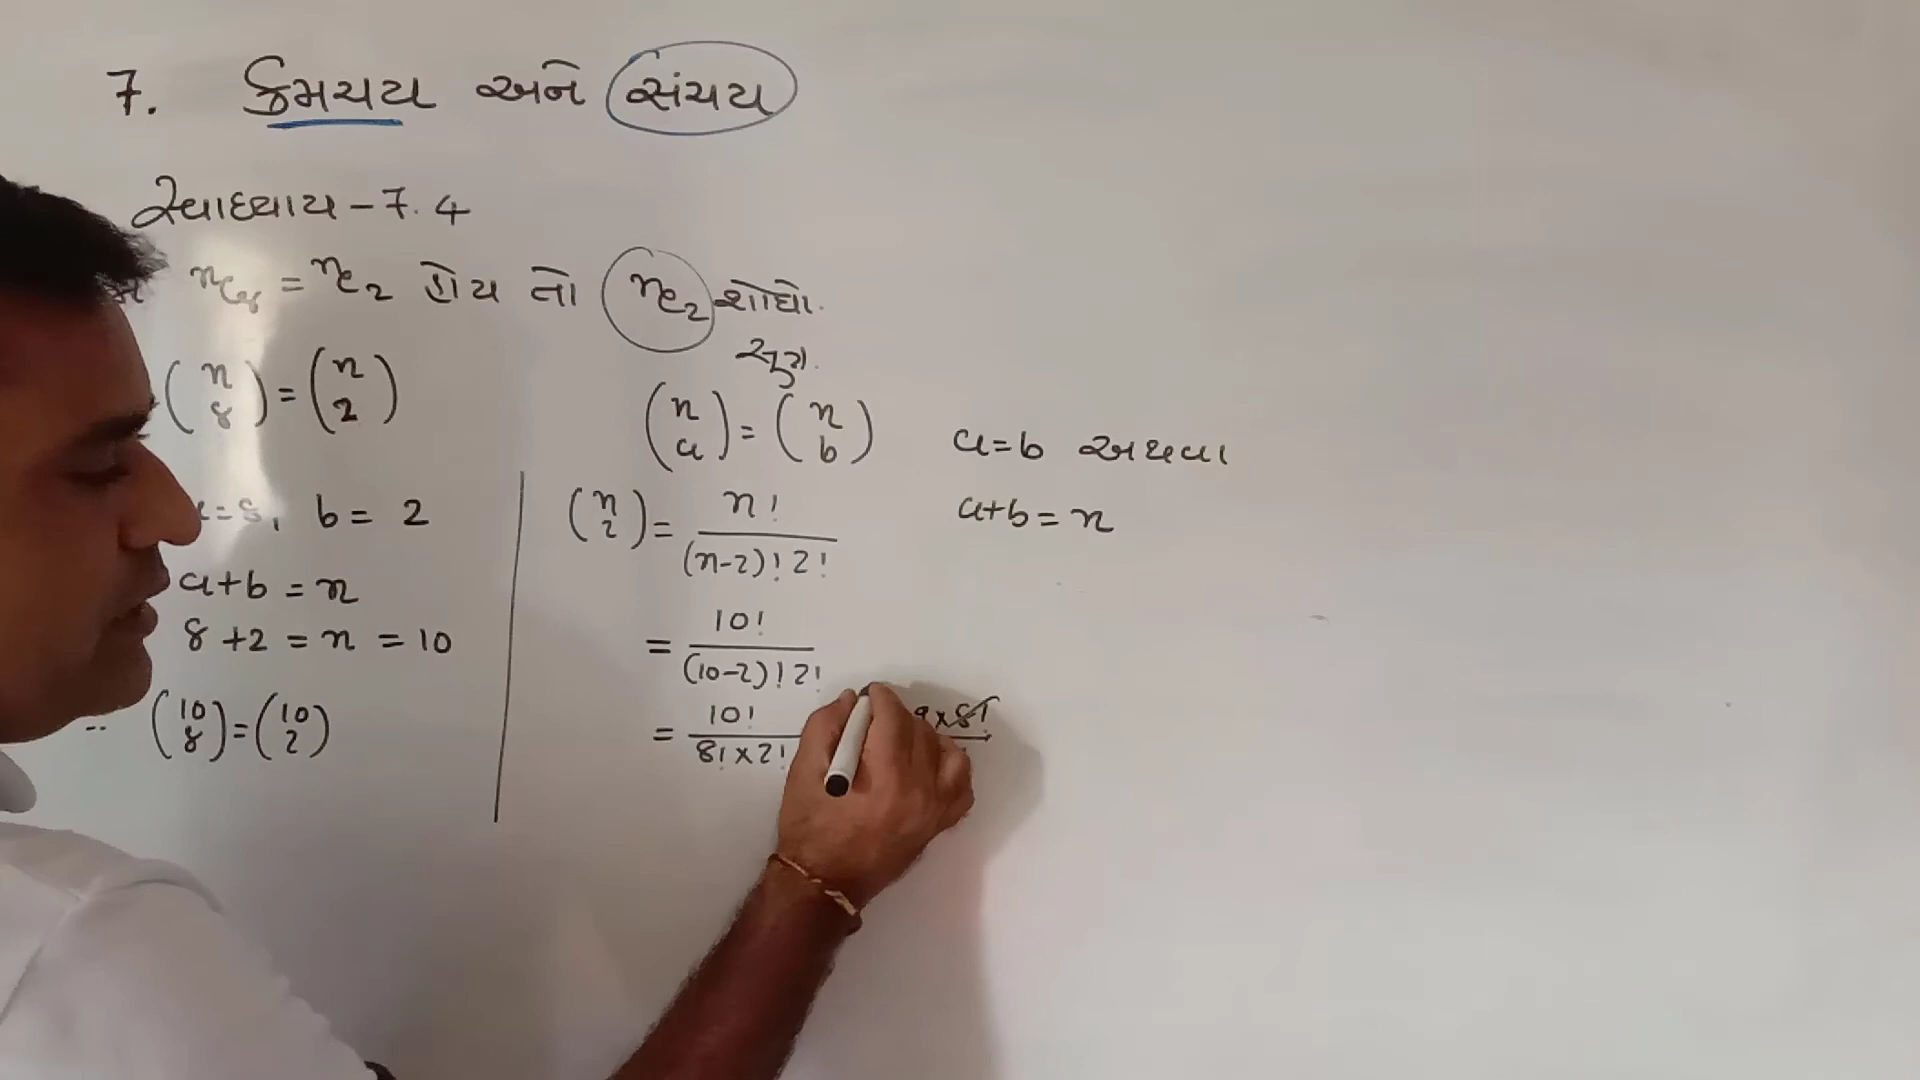 7. ક્રમચય અને સંચય
સ્વાધ્યાય - 7.4
nC8 = nC2 હોય તો nC2 શોધો.
સૂત્ર.
(n 8) = (n 2)
(n a) = (n b) a=b અથવા
a+b = n
b = 2
a+b = n
8+2 = n = 10
(10 8) = (10 2)
(n 2) = n! / (n-2)! 2!
= 10! / (10-2)! 2!
= 10! / 8! × 2!
9×8!